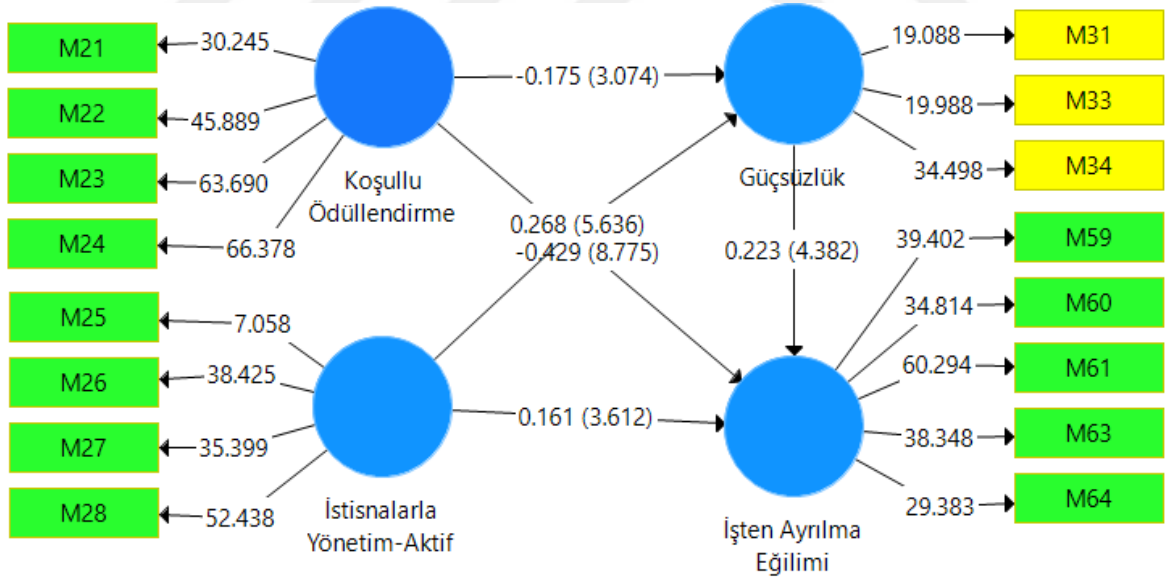 M21
M22
M23
M24
M25
M26
M27
M28
30.245
45.889
63.690
66.378
7.058
38.425
35.399
52.438
Koşullu
Ödüllendirme
İstisnalarla
Yönetim-Aktif
-0.175 (3.074)
0.268 (5.636)
-0.429 (8.775)
0.161 (3.612)
Güçsüzlük
0.223 (4.382)
İşten Ayrılma
Eğilimi
19.088
19.988
34.498
39.402
34.814
60.294
38.348
29.383
M31
M33
M34
M59
M60
M61
M63
M64